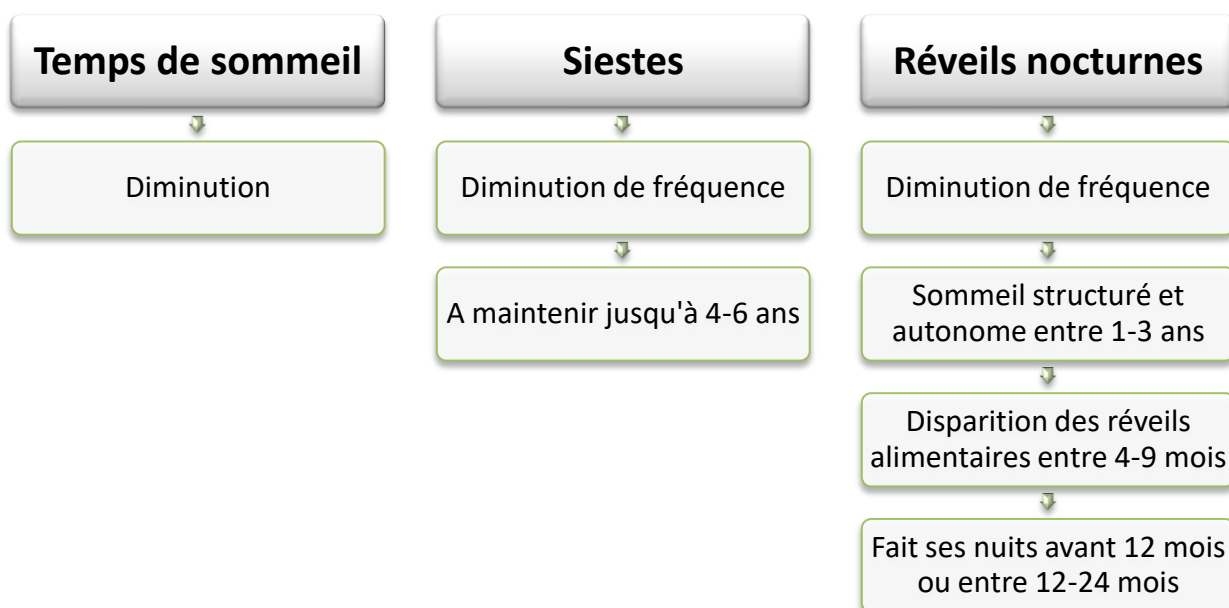 Temps de sommeil
Diminution
Siestes
Diminution de fréquence
A maintenir jusqu'à 4-6 ans
Réveils nocturnes
Diminution de fréquence
Sommeil structuré et
autonome entre 1-3 ans
Disparition des réveils
alimentaires entre 4-9 mois
Fait ses nuits avant 12 mois
ou entre 12-24 mois